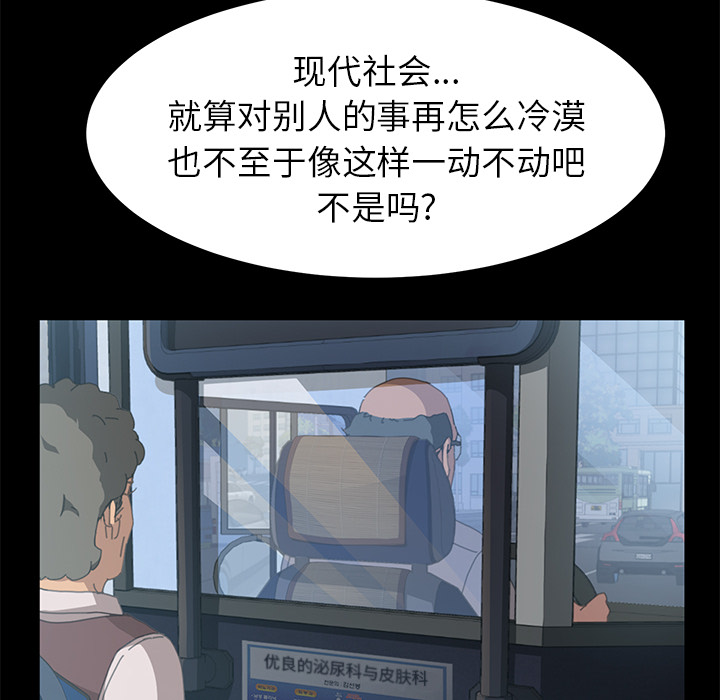 现代社会...
就算对别人的事再怎么冷漠
也不至于像这样一动不动吧
不是吗?
优良的泌尿科与皮肤科